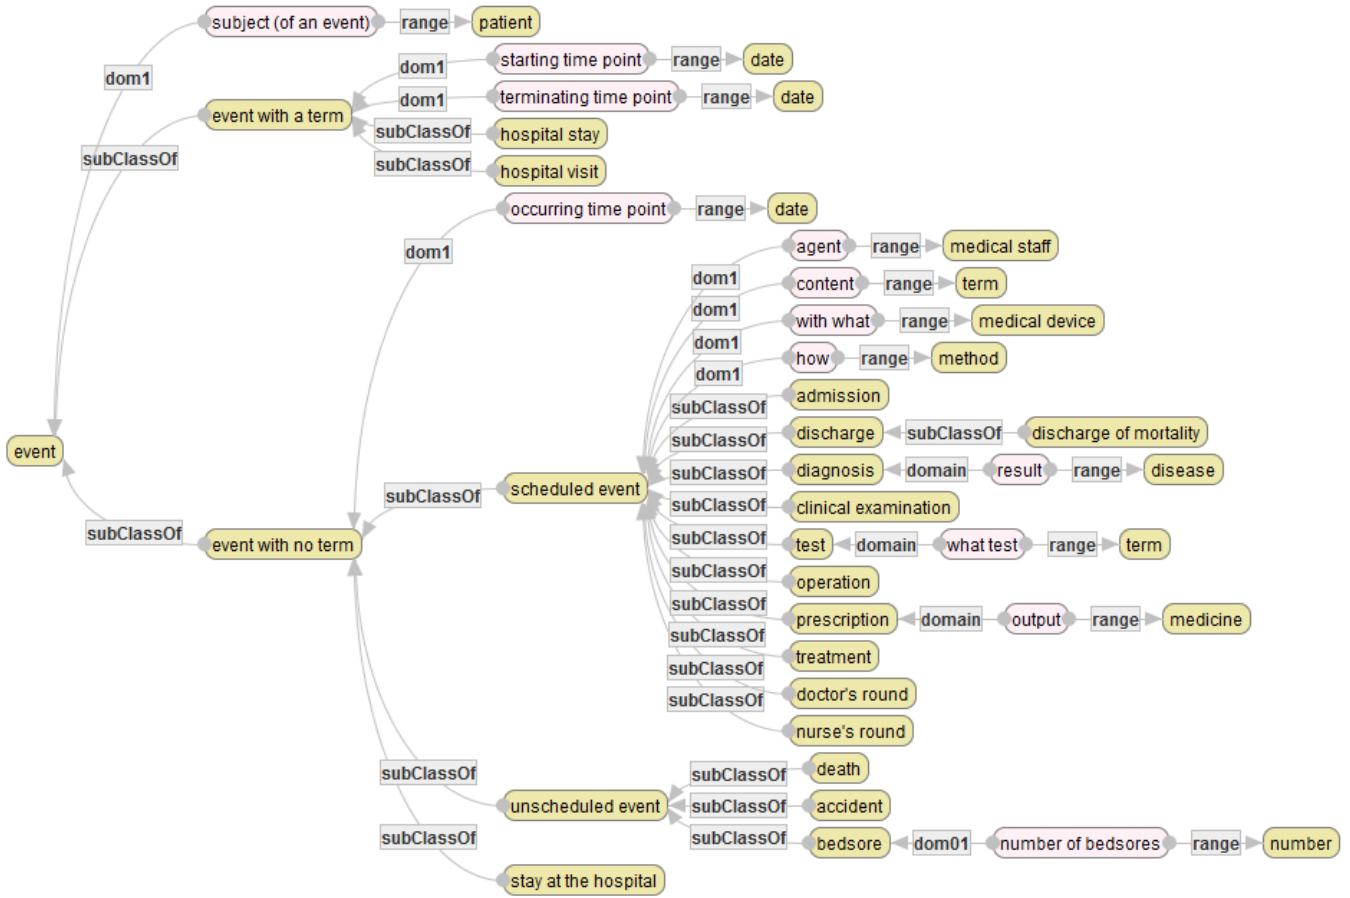 subject (of an event) range patient
dom1 starting time point range date
dom1
dom1 terminating time point range date
event with a term
subClassOf hospital stay
subClassOf
subClassOf hospital visit
occurring time point range date
dom1
agent range medical staff
dom1
content range term
dom1
with what range medical device
dom1
how range method
dom1
subClassOf admission
subClassOf discharge subClassOf discharge of mortality
event
subClassOf diagnosis domain result range disease
subClassOf scheduled event
subClassOf clinical examination
subClassOf
event with no term
subClassOf test domain what test range term
subClassOf operation
subClassOf prescription domain output range medicine
subClassOf treatment
subClassOf doctor's round
subClassOf nurse's round
subClassOf subClassOf death
unscheduled event subClassOf accident
subClassOf subClassOf bedsore dom01 number of bedsores range number
stay at the hospital